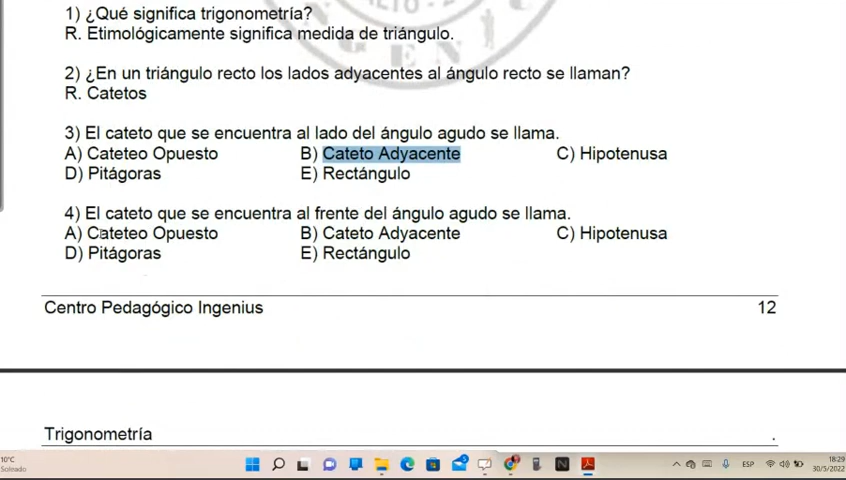 1) ¿Qué significa trigonometría?
R. Etimológicamente significa medida de triángulo.
2) ¿En un triángulo recto los lados adyacentes al ángulo recto se llaman?
R. Catetos
3) El cateto que se encuentra al lado del ángulo agudo se llama.
A) Cateteo Opuesto B) Cateto Adyacente C) Hipotenusa
D) Pitágoras E) Rectángulo
4) El cateto que se encuentra al frente del ángulo agudo se llama.
A) Cateteo Opuesto B) Cateto Adyacente C) Hipotenusa
D) Pitágoras E) Rectángulo
Centro Pedagógico Ingenius 12
Trigonometría .
10°C
Soleado
ESP
18:29
30/5/2022